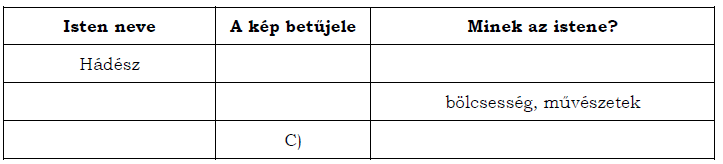 Isten neve A kép betűjele Minek az istene?
Hádész
bölcsesség, művészetek
C)